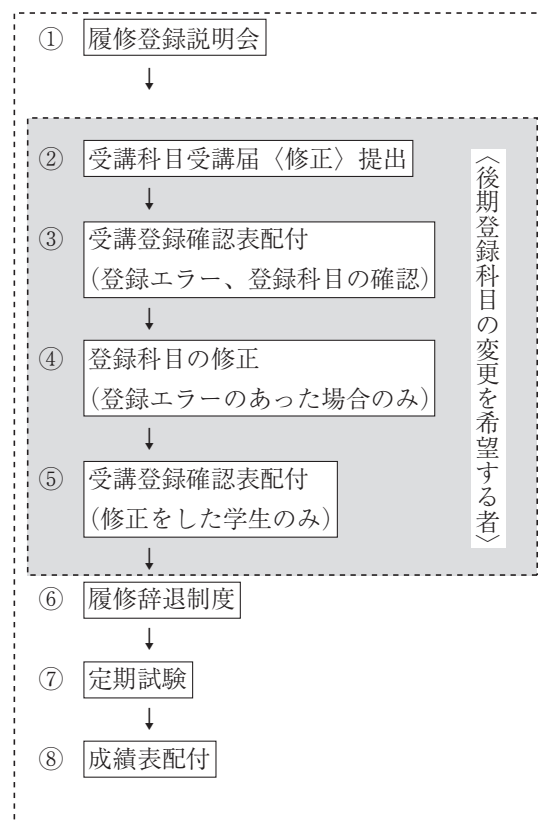 ① 履修登録説明会
② 受講科目受講届〈修正〉提出
③ 受講登録確認表配付
(登録エラー、登録科目の確認)
④ 登録科目の修正
(登録エラーのあった場合のみ)
⑤ 受講登録確認表配付
(修正をした学生のみ)
〈後期登録科目の変更を希望する者〉
⑥ 履修辞退制度
⑦ 定期試験
⑧ 成績表配付